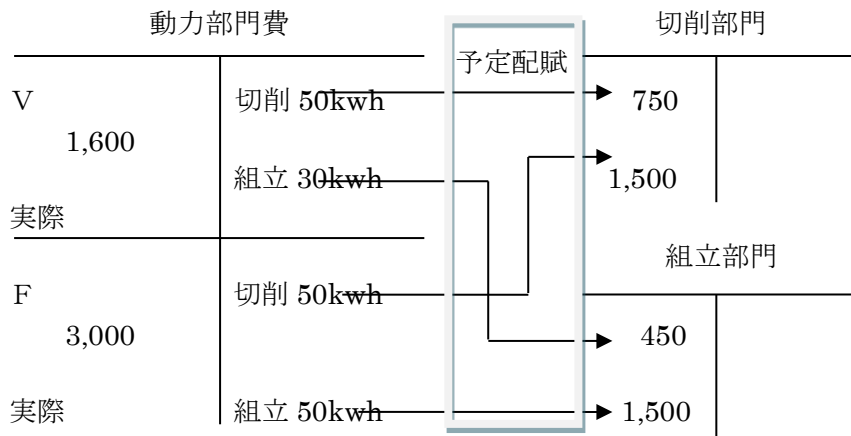 動力部門費
切削部門
予定配賦
V
切削 50kwh
750
1,600
組立 30kwh
1,500
実際
組立部門
F
切削 50kwh
3,000
450
実際
組立 50kwh
1,500